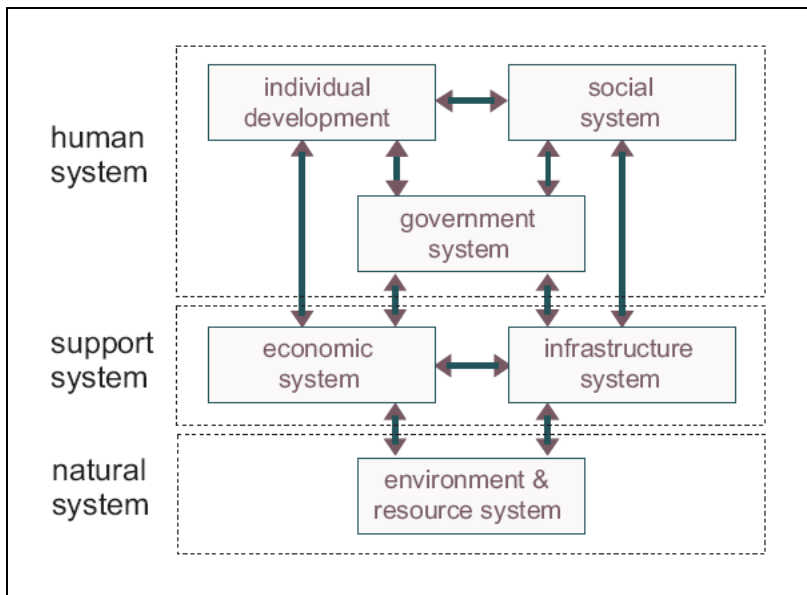 human
system
individual
development
social
system
government
system
support
system
economic
system
infrastructure
system
natural
system
environment &
resource system